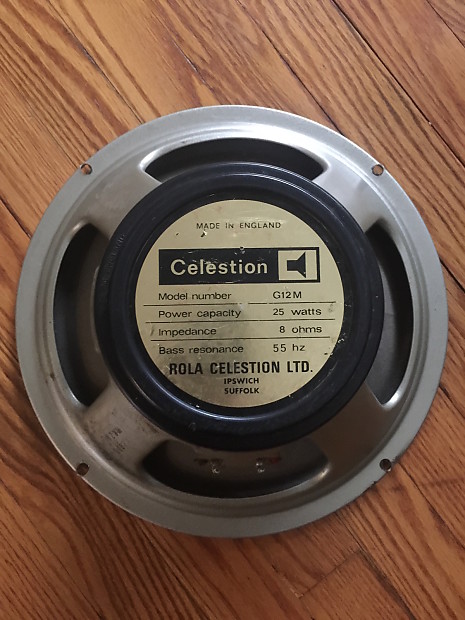 MADE IN ENGLAND
Celestion
Model number G12M
Power capacity 25 watts
Impedance 8 ohms
Bass resonance 55 hz
ROLA CELESTION LTD.
IPSWICH
SUFFOLK